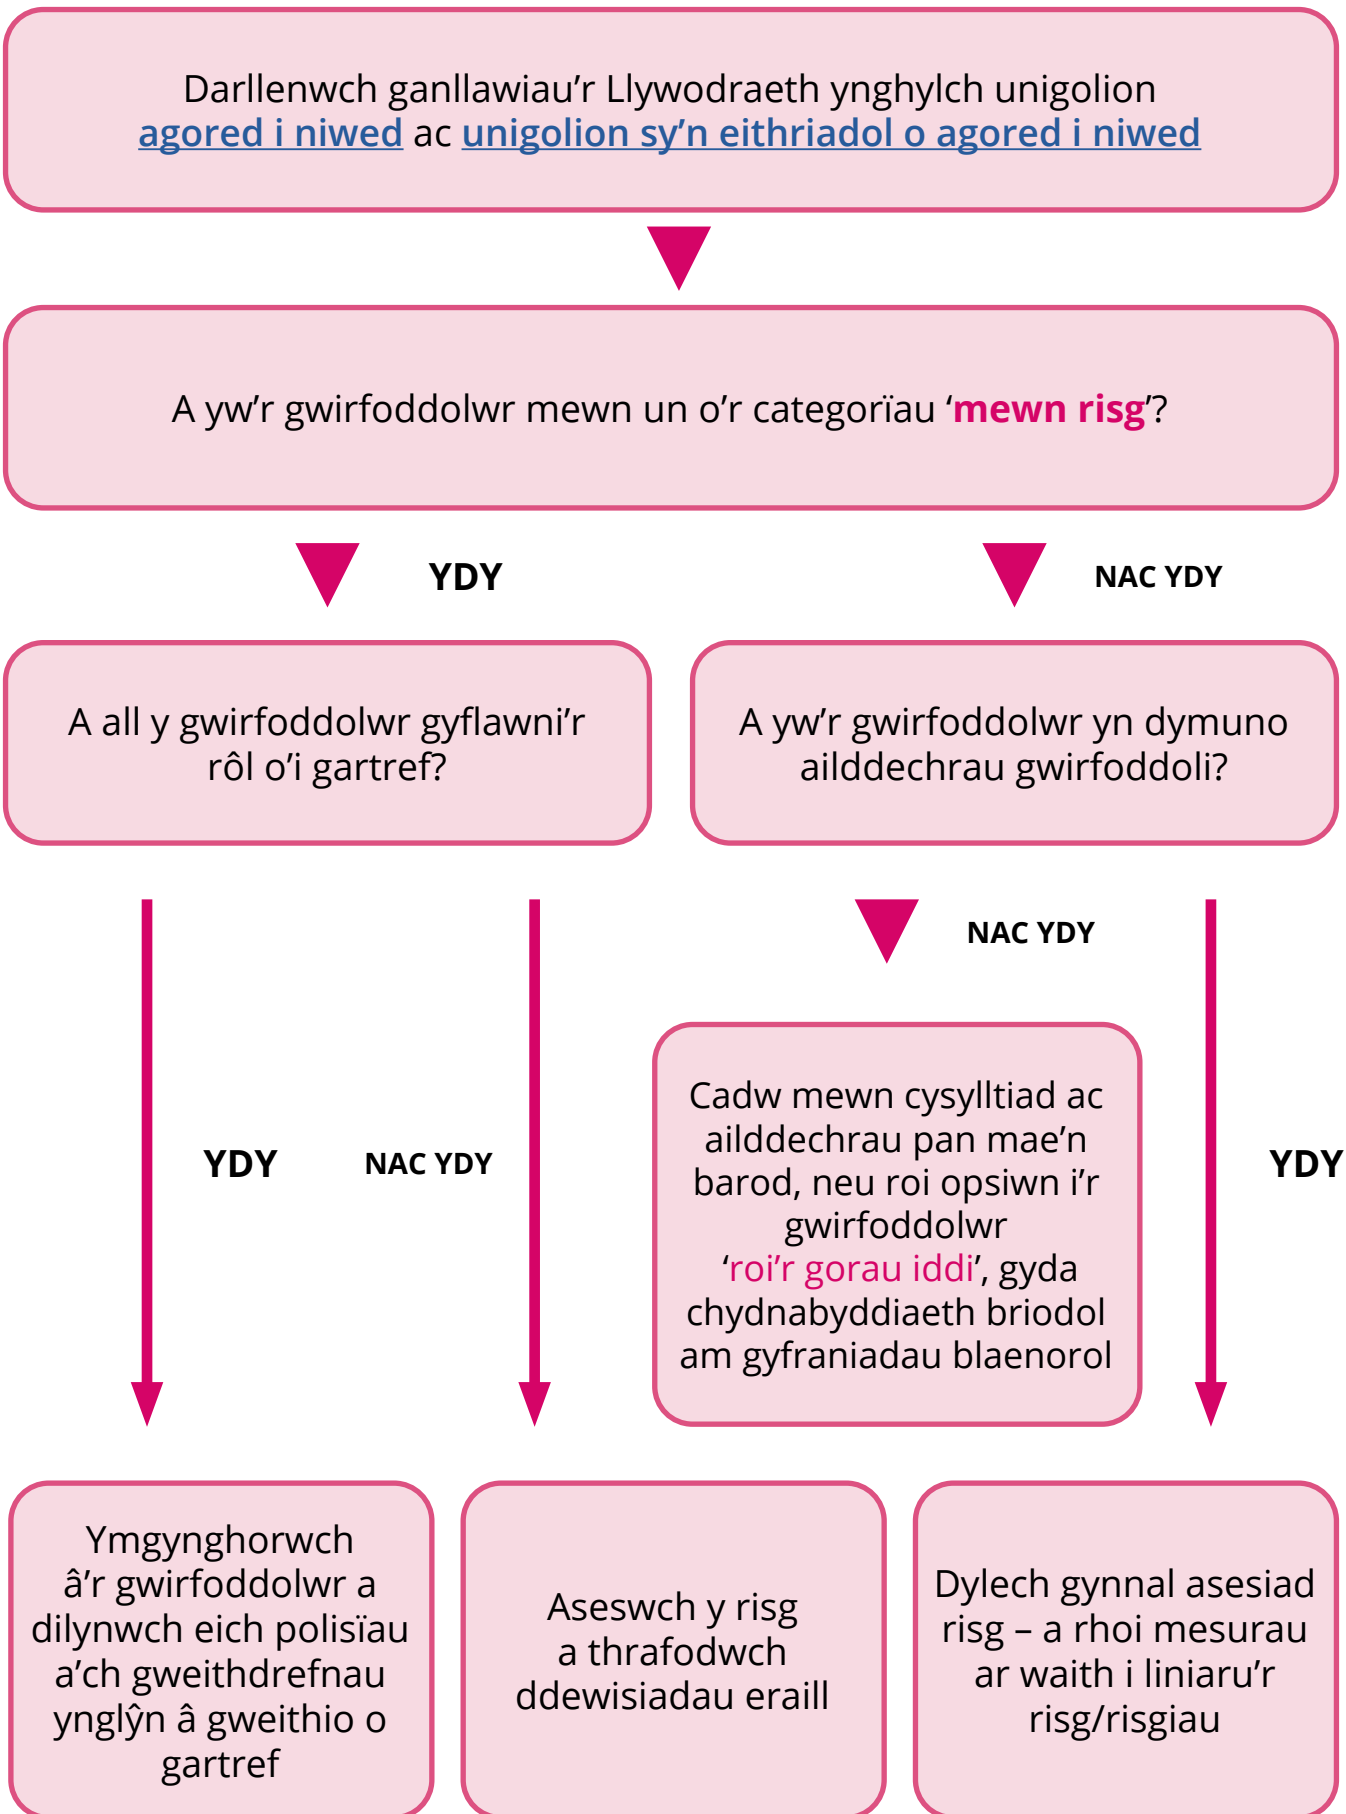 Darllenwch ganllawiau'r Llywodraeth ynghylch unigolion
agored i niwed ac unigolion sy'n eithriadol o agored i niwed
A yw'r gwirfoddolwr mewn un o'r categorïau ‘mewn risg’?
YDY
NAC YDY
A all y gwirfoddolwr gyflawni’r
rôl o’i gartref?
A yw'r gwirfoddolwr yn dymuno
ailddechrau gwirfoddoli?
NAC YDY
Cadw mewn cysylltiad ac
ailddechrau pan mae’n
barod, neu roi opsiwn i’r
gwirfoddolwr
‘roi’r gorau iddi’, gyda
chydnabyddiaeth briodol
am gyfraniadau blaenorol
YDY
NAC YDY
YDY
Ymgynghorwch
â’r gwirfoddolwr a
dilynwch eich polisïau
a’ch gweithdrefnau
ynglŷn â gweithio o
gartref
Aseswch y risg
a thrafodwch
ddewisiadau eraill
Dylech gynnal asesiad
risg – a rhoi mesurau
ar waith i liniaru’r
risg/risgiau